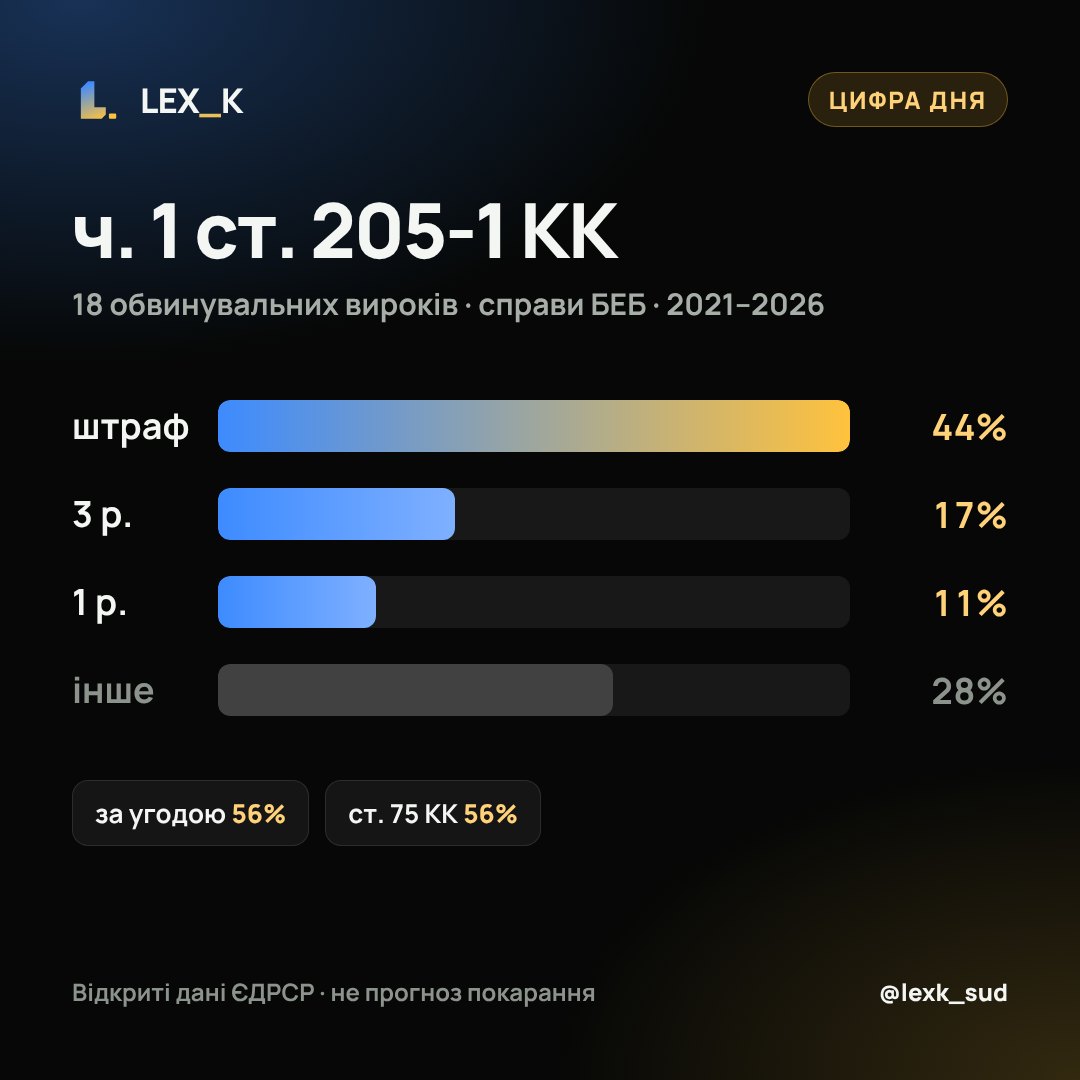 LEX_K
ЦИФРА ДНЯ
ч. 1 ст. 205-1 КК
18 обвинувальних вироків · справи БЕБ · 2021–2026
штраф 44%
3 р. 17%
1 р. 11%
інше 28%
за угодою 56% ст. 75 КК 56%
Відкриті дані ЄДРСР · не прогноз покарання
@lexk_sud